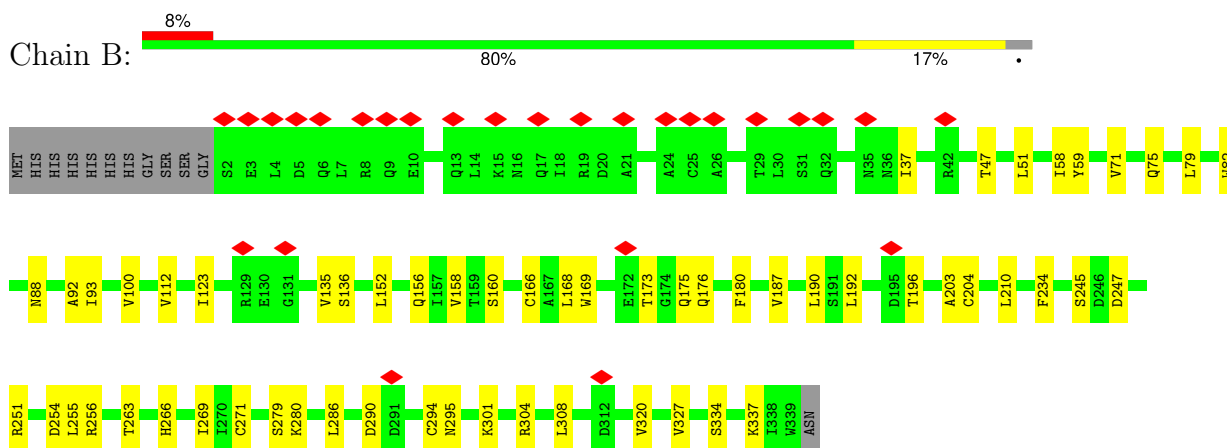 8%
Chain B:
80%
17%
•
MET HIS HIS HIS HIS HIS HIS GLY SER SER GLY S2 E3 L4 D5 Q6 L7 R8 Q9 E10 Q13 L14 K15 N16 Q17 I18 R19 D20 A21 A24 C25 A26 T29 L30 S31 Q32 N35 N36 I37 R42 T47 L51 I58 Y59 V71 Q75 L79
N88 A92 I93 V100 V112 I123 R129 E130 G131 V135 S136 L152 Q156 I157 V158 T159 S160 C166 A167 L168 W169 E172 T173 G174 Q175 Q176 F180 V187 L190 S191 L192 D195 T196 A203 C204 L210 F234 S245 D246 D247
R251 D254 L255 R256 T263 H266 I269 I270 C271 S279 K280 L286 D290 D291 C294 N295 K301 R304 L308 D312 V320 V327 S334 K337 I338 W339 ASN